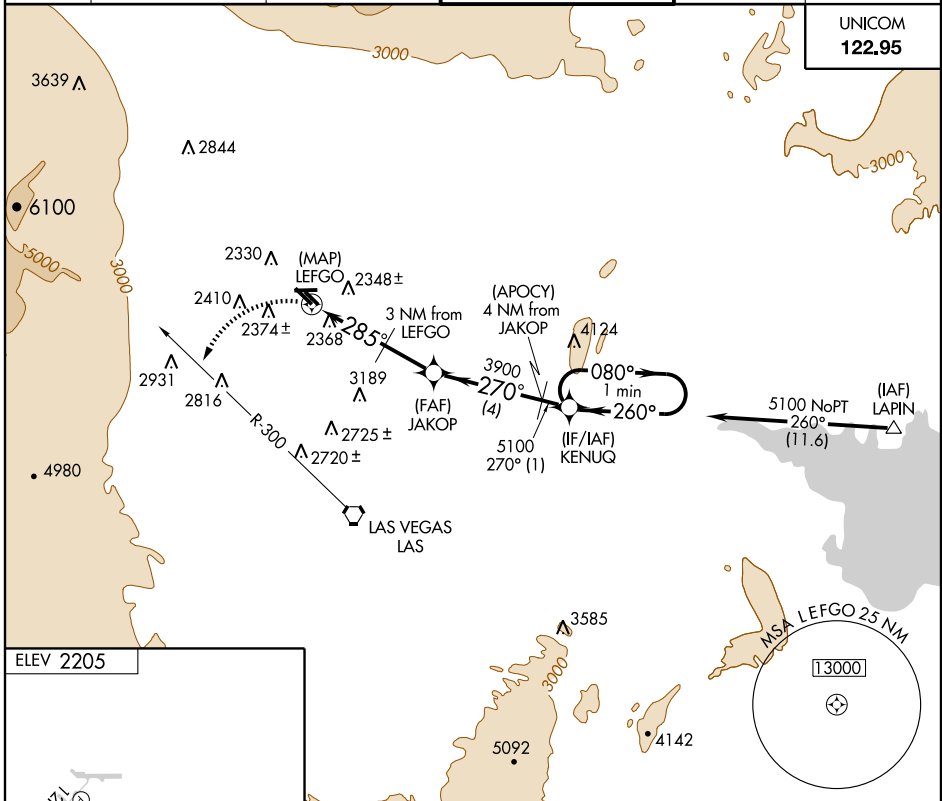 UNICOM
122.95
3000
3639
2844
3000
6100
5000
3000
2330
(MAP)
LEFGO
2348±
2410
2374±
2368
285°
3 NM from
LEFGO
(APOCY)
4 NM from
JAKOP
4124
2931
2816
3189
3900
270°
(4)
080°
1 min
260°
(IAF)
LAPIN
5100 NoPT
260°
(11.6)
(FAF)
JAKOP
5100
270° (1)
(IF/IAF)
KENUQ
R-300
2725±
2720±
4980
LAS VEGAS
LAS
3585
3000
MSA LEFGO 25 NM
13000
ELEV 2205
5092
4142